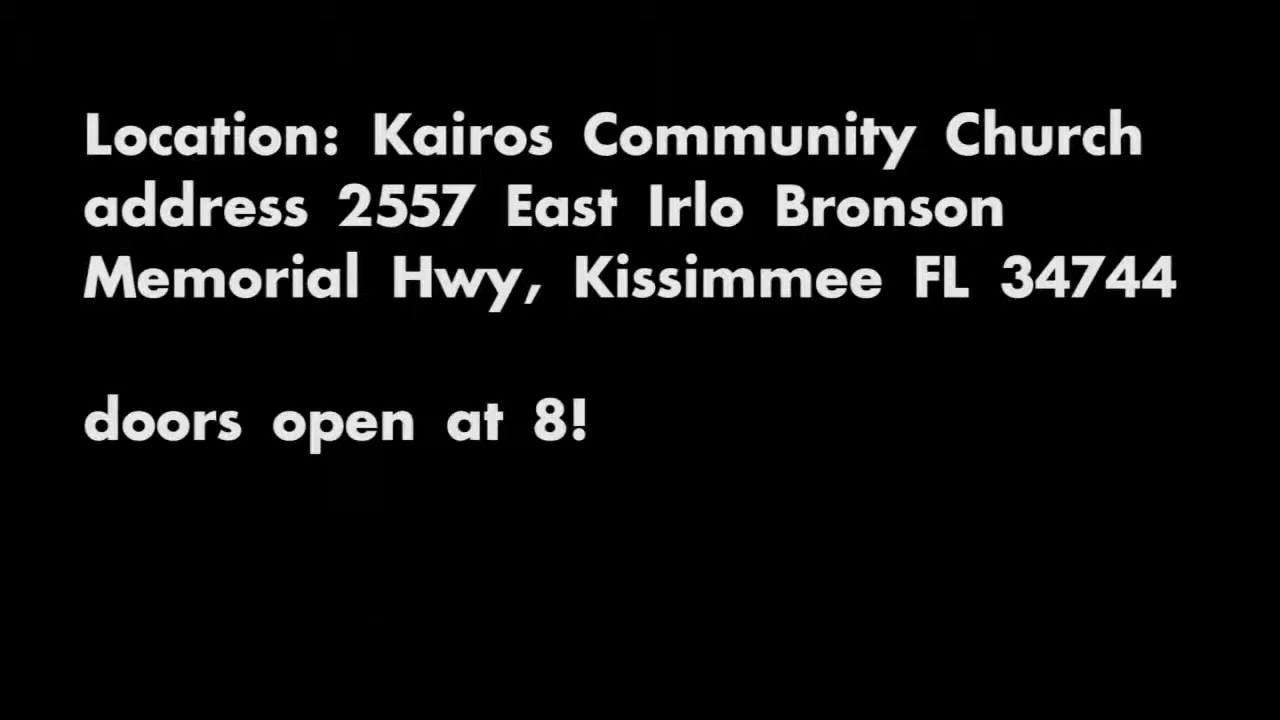 Location: Kairos Community Church
address 2557 East Irlo Bronson
Memorial Hwy, Kissimmee FL 34744
doors open at 8!